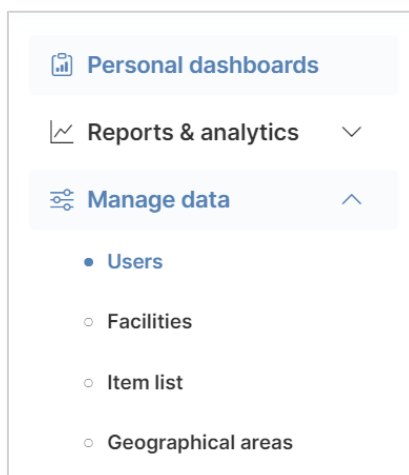 Personal dashboards
Reports & analytics
Manage data
Users
Facilities
Item list
Geographical areas